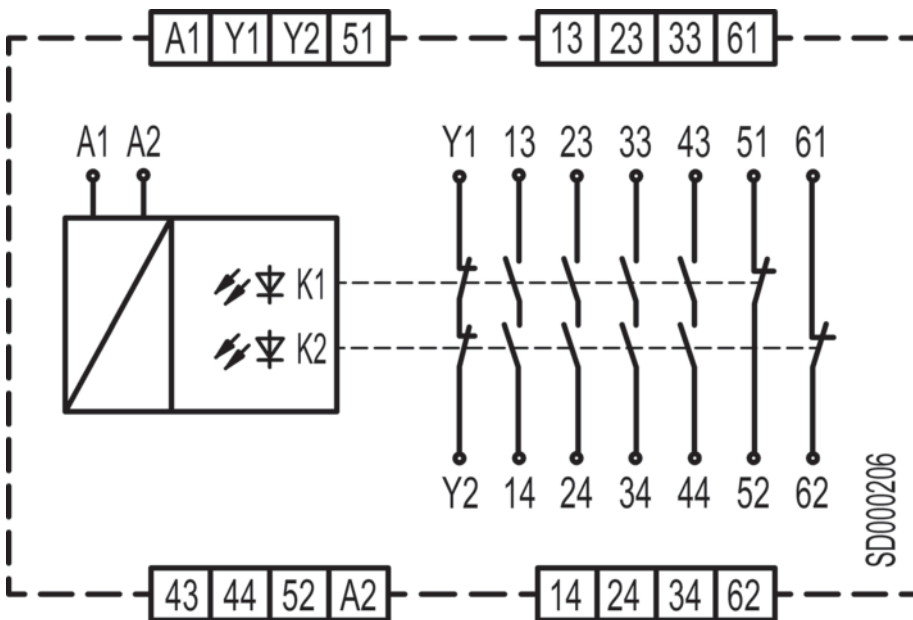 A1 Y1 Y2 51 13 23 33 61
A1 A2 Y1 13 23 33 43 51 61
K1
K2
Y2 14 24 34 44 52 62
SD000206
43 44 52 A2 14 24 34 62